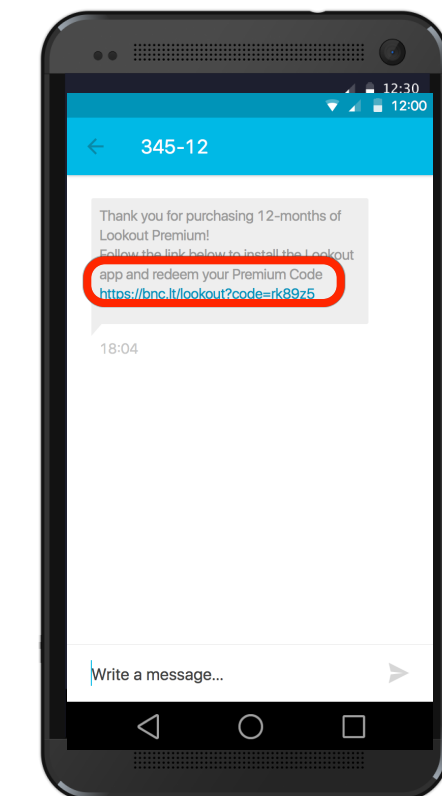 12:30
12:00
345-12
Thank you for purchasing 12-months of
Lookout Premium!
Follow the link below to install the Lookout
app and redeem your Premium Code
https://bnc.lt/lookout?code=rk89z5
18:04
Write a message...